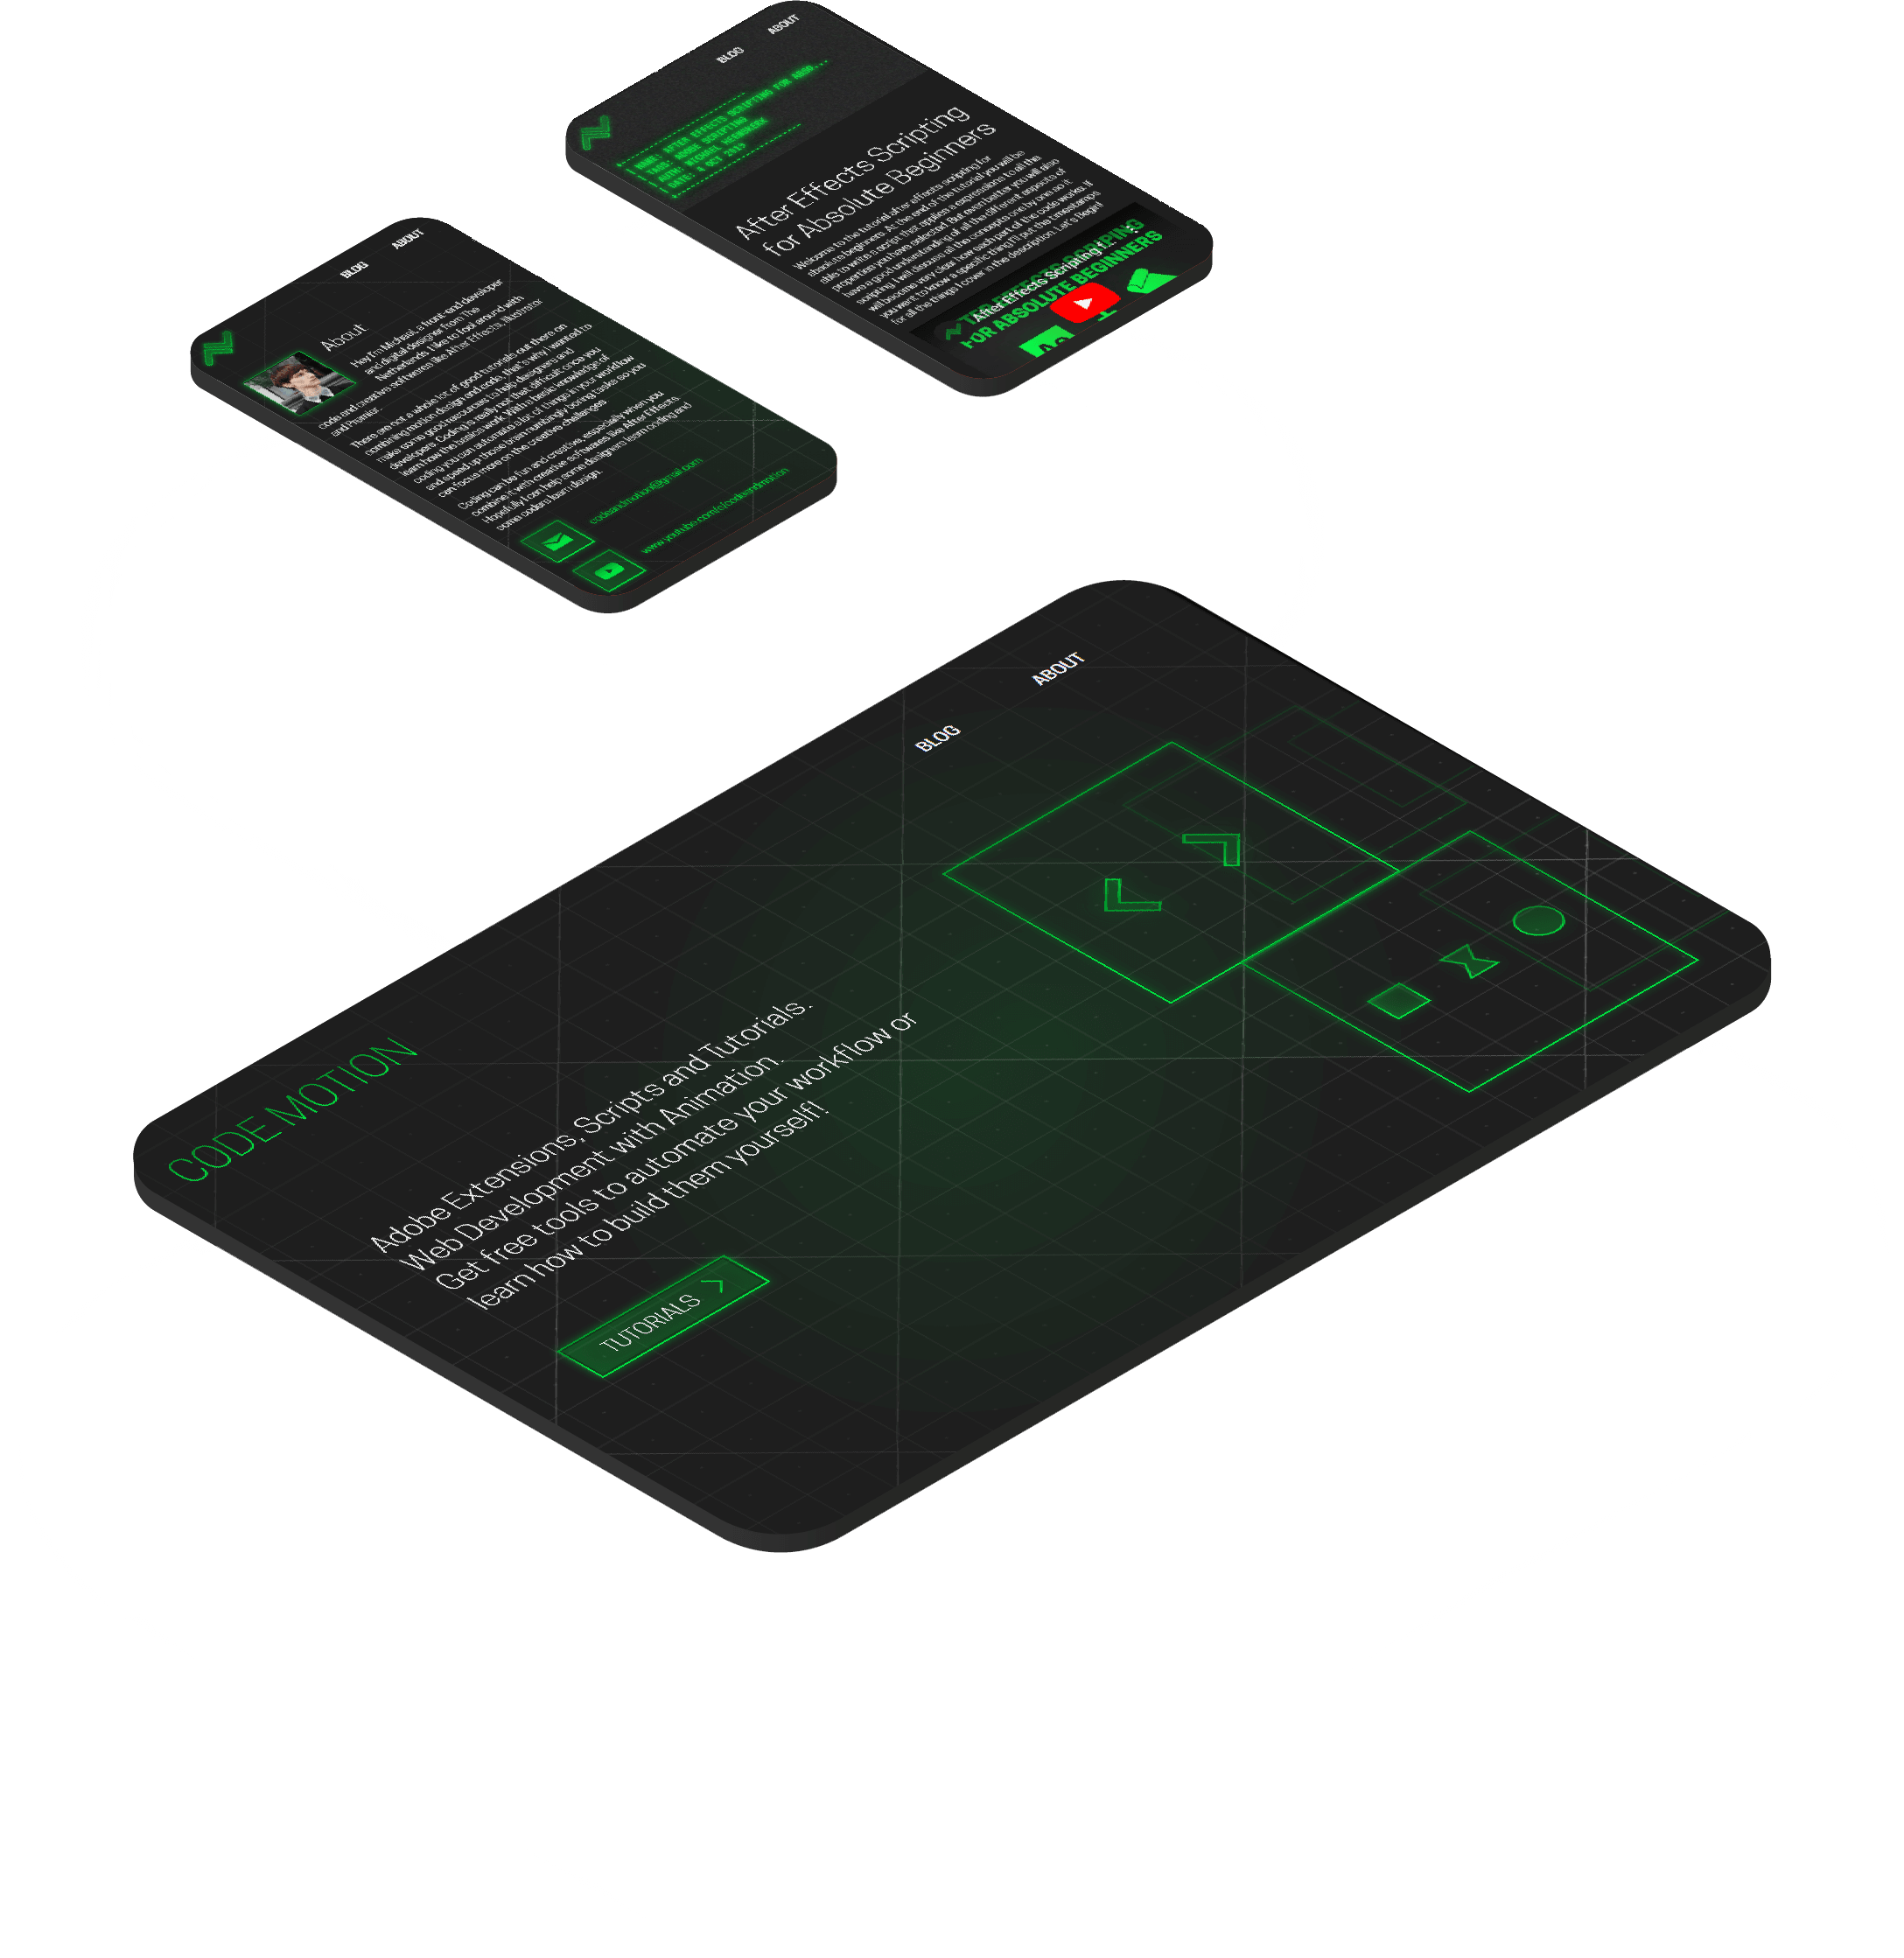 BLOG
ABOUT
NAME: AFTER EFFECTS SCRIPTING FOR ABSO...
TAGS: ADOBE SCRIPTING
AUTH: MICHAEL
DATE: 4 OCT 2019
After Effects Scripting
for Absolute Beginners
Welcome to the tutorial after effects scripting for
absolute beginners. At the end of the tutorial you will be
able to write a script that applies a expressions to all the
properties you have selected. But even better you will also
have a good understanding of all the different aspects of
scripting. I will discuss all the concepts one by one so it
will become very clear how each part of the code works. If
you want to know a specific thing I'll put the timestamps
for all the things I cover in the description. Let's Begin!
After Effects Scripting f...
FOR ABSOLUTE BEGINNERS
BLOG
ABOUT
About
Hey I'm Michael, a front-end developer
and digital designer from the
Netherlands. I like to fool around with
code and creative softwares like After Effects, Illustrator
and Premier.
There are not a whole lot of good tutorials out there on
combining motion design and code, that's why I wanted to
make some good resources to help designers and
developers. Coding is really not that difficult once you
learn how the basics work. With a basic knowledge of
coding you can automate a lot of things in your workflow
and speed up those brain numbingly boring tasks so you
can focus more on the creative challenges
Coding can be fun and creative, especially when you
combine it with creative softwares like After Effects.
Hopefully I can help some designers learn coding and
some coders learn design.
codeandmotion@gmail.com
www.youtube.com/c/codeandmotion
CODE MOTION
BLOG
ABOUT
Adobe Extensions, Scripts and Tutorials.
Web Development with Animation.
Get free tools to automate your workflow or
learn how to build them yourself!
TUTORIALS